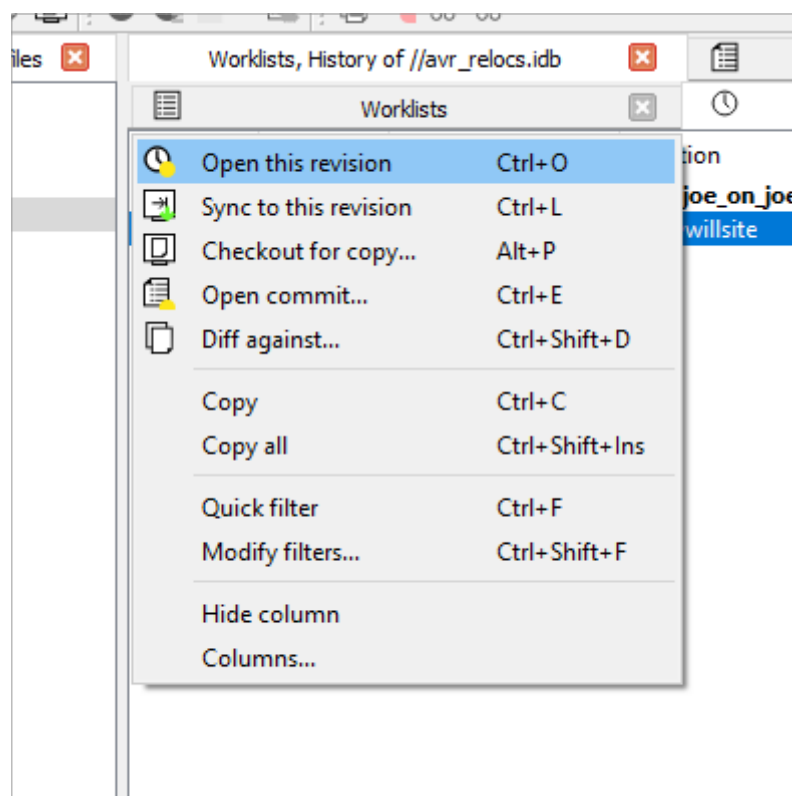 iles
Worklists, History of //avr_relocs.idb
Worklists
tion
joe_on_joe
willsite
Open this revision Ctrl+O
Sync to this revision Ctrl+L
Checkout for copy... Alt+P
Open commit... Ctrl+E
Diff against... Ctrl+Shift+D
Copy Ctrl+C
Copy all Ctrl+Shift+Ins
Quick filter Ctrl+F
Modify filters... Ctrl+Shift+F
Hide column
Columns...